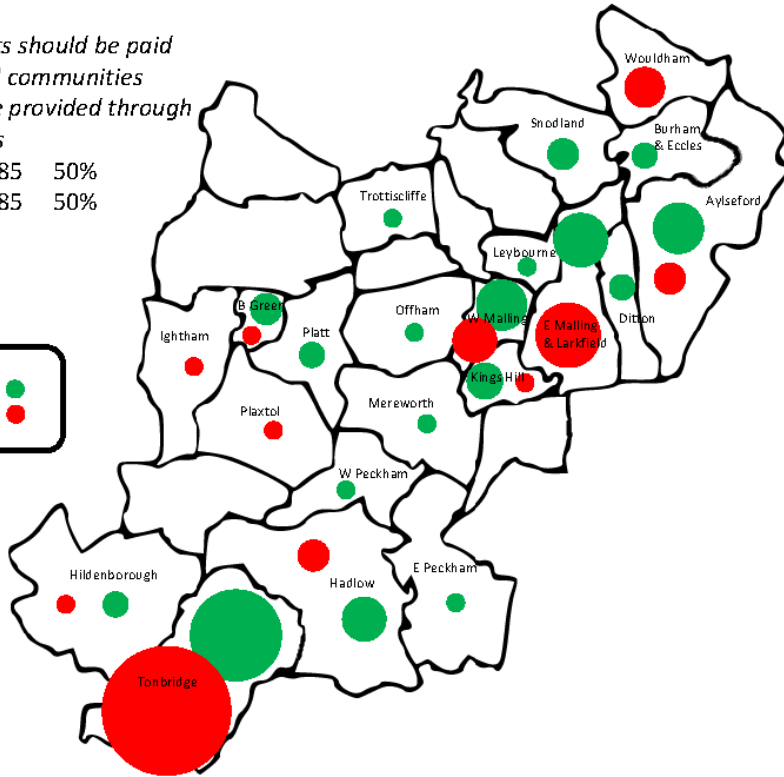 ts should be paid
communities
e provided through
s
85 50%
85 50%
Wouldham
Snodland
Burham
& Eccles
Trottiscliffe
Aylseford
Leybourne
B Green
Offham
W Malling
Ditton
E Malling
& Larkfield
Ightham
Platt
Kings Hill
Plaxtol
Mereworth
W Peckham
Hildenborough
Hadlow
E Peckham
Tonbridge